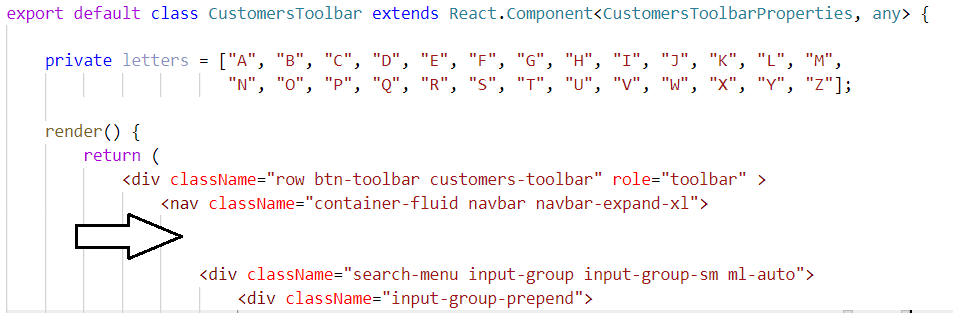 export default class CustomersToolbar extends React.Component<CustomersToolbarProperties, any> {
private letters = ["A", "B", "C", "D", "E", "F", "G", "H", "I", "J", "K", "L", "M",
"N", "O", "P", "Q", "R", "S", "T", "U", "V", "W", "X", "Y", "Z"];
render() {
return (
<div className="row btn-toolbar customers-toolbar" role="toolbar" >
<nav className="container-fluid navbar navbar-expand-xl">
<div className="search-menu input-group input-group-sm ml-auto">
<div className="input-group-prepend">